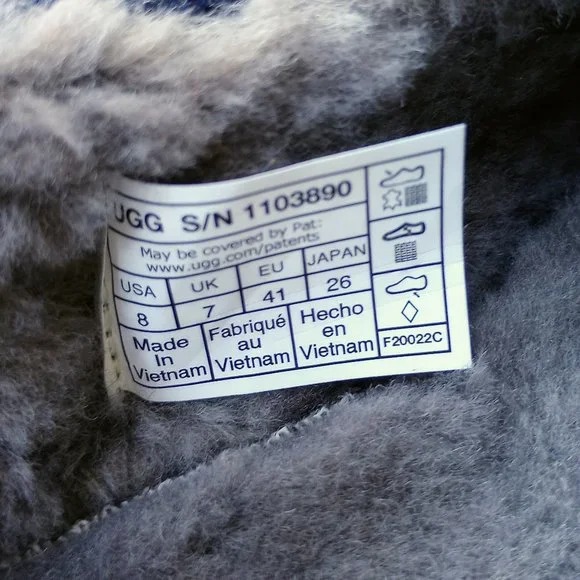 UGG S/N 1103890
May be covered by Pat:
www.ugg.com/patents
USA UK EU JAPAN
8 7 41 26
Made In Vietnam
Fabriqué au Vietnam
Hecho en Vietnam
F20022C